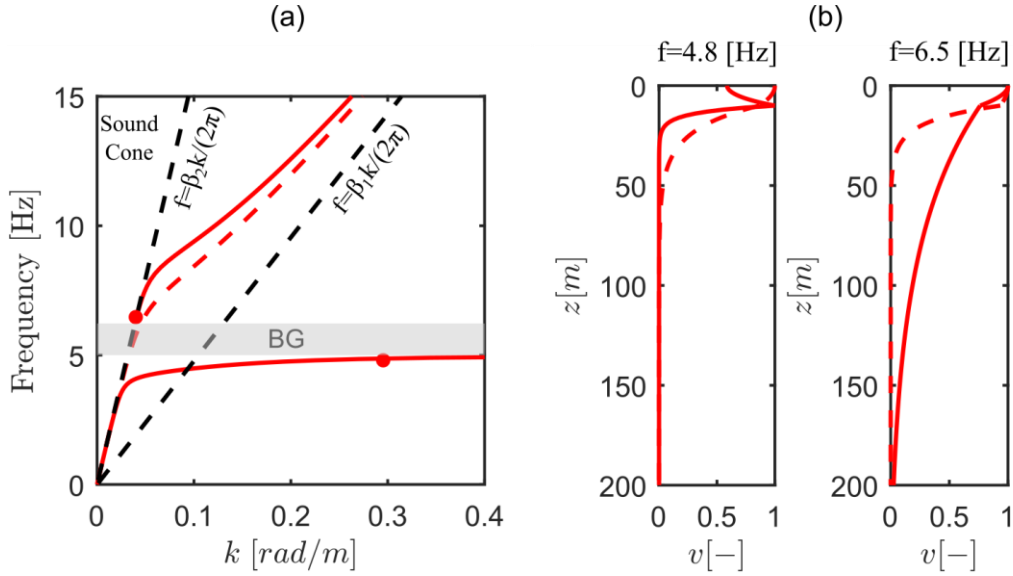 (a)
15
10
5
0
Frequency [Hz]
Sound
Cone
f=β₂k/(2π)
f=β₁k/(2π)
BG
0 0.1 0.2 0.3 0.4
k [rad/m]
(b)
f=4.8 [Hz]
0
50
100
150
200
z[m]
0 0.5 1
v[−]
f=6.5 [Hz]
0
50
100
150
200
z[m]
0 0.5 1
v[−]